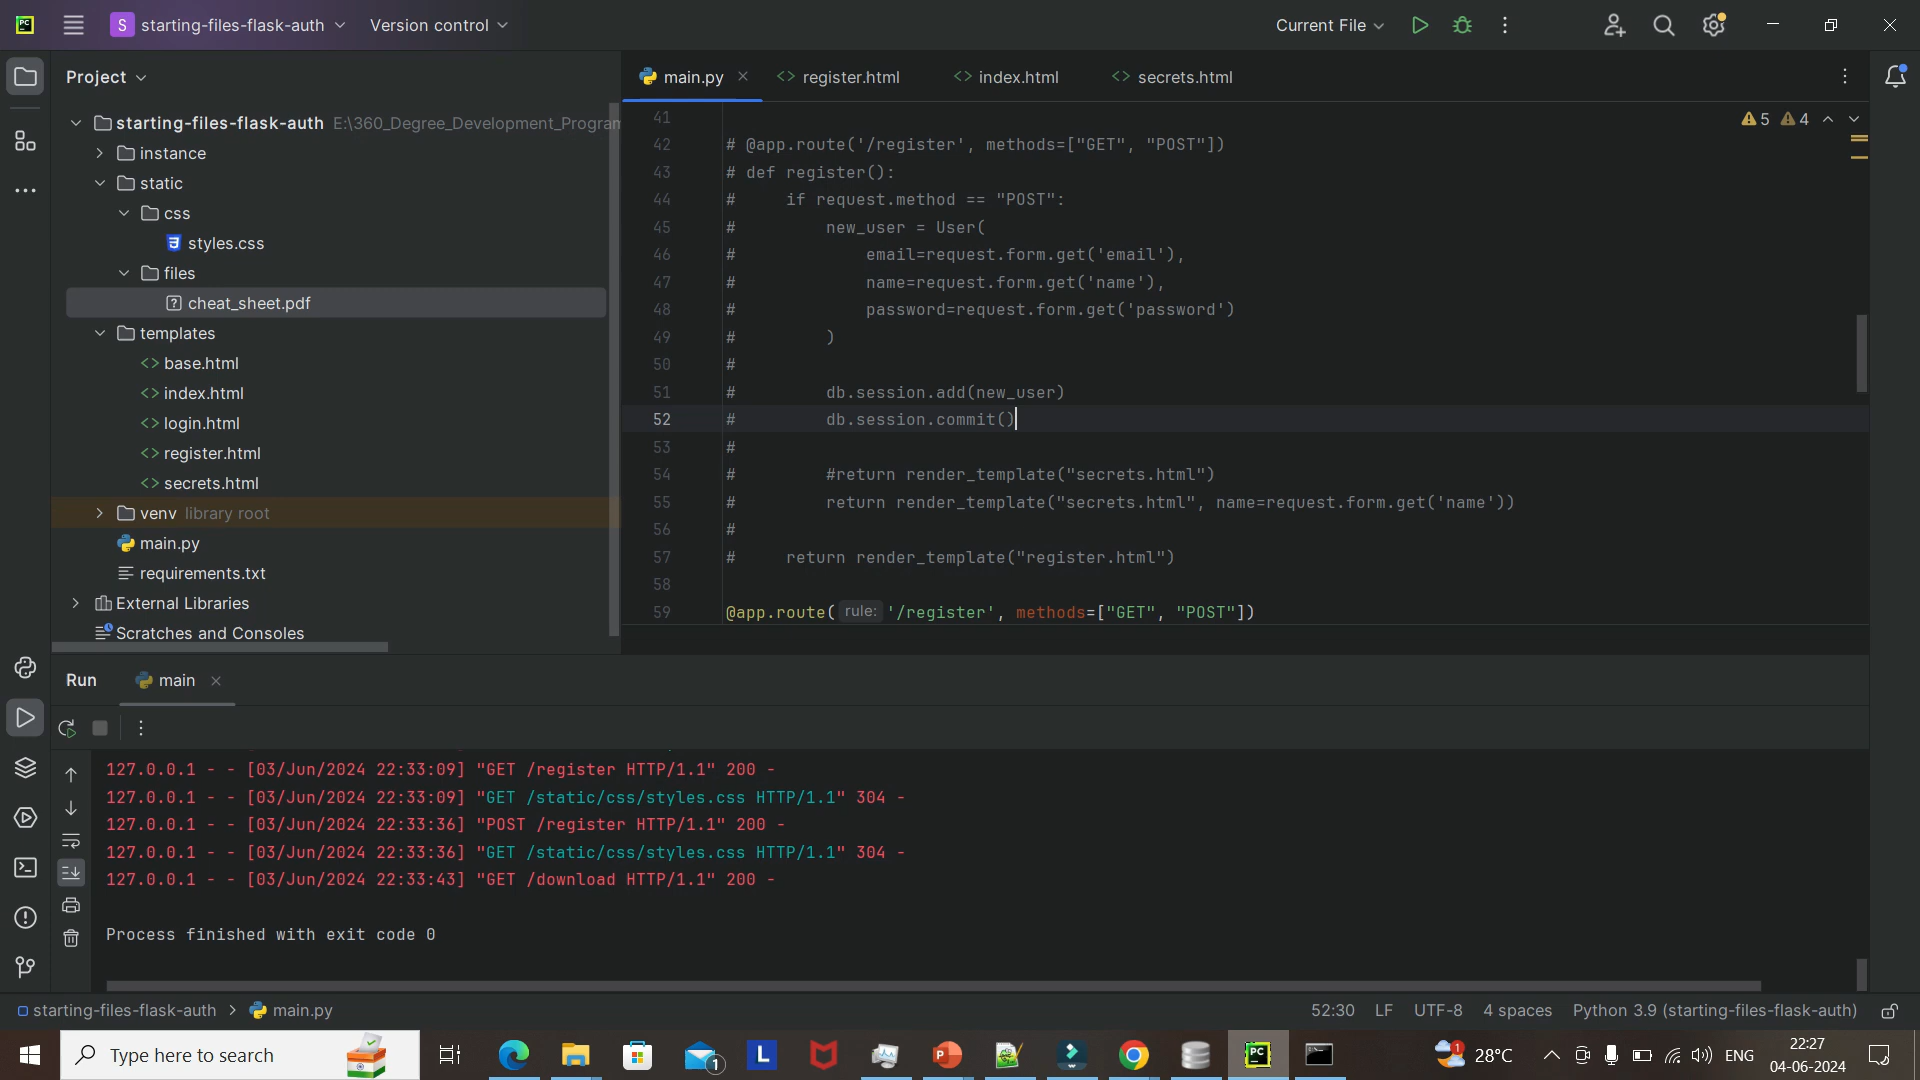 S starting-files-flask-auth Version control Current File
Project
main.py register.html index.html secrets.html
starting-files-flask-auth E:\360_Degree_Development_Program
instance
static
css
styles.css
files
cheat_sheet.pdf
templates
base.html
index.html
login.html
register.html
secrets.html
venv library root
main.py
requirements.txt
External Libraries
Scratches and Consoles
5 4
41
42 # @app.route('/register', methods=["GET", "POST"])
43 # def register():
44 #     if request.method == "POST":
45 #         new_user = User(
46 #             email=request.form.get('email'),
47 #             name=request.form.get('name'),
48 #             password=request.form.get('password')
49 #         )
50 #
51 #         db.session.add(new_user)
52 #         db.session.commit()
53 #
54 #         #return render_template("secrets.html")
55 #         return render_template("secrets.html", name=request.form.get('name'))
56 #
57 #     return render_template("register.html")
58
59 @app.route( rule: '/register', methods=["GET", "POST"])
Run main
127.0.0.1 - - [03/Jun/2024 22:33:09] "GET /register HTTP/1.1" 200 -
127.0.0.1 - - [03/Jun/2024 22:33:09] "GET /static/css/styles.css HTTP/1.1" 304 -
127.0.0.1 - - [03/Jun/2024 22:33:36] "POST /register HTTP/1.1" 200 -
127.0.0.1 - - [03/Jun/2024 22:33:36] "GET /static/css/styles.css HTTP/1.1" 304 -
127.0.0.1 - - [03/Jun/2024 22:33:43] "GET /download HTTP/1.1" 200 -
Process finished with exit code 0
starting-files-flask-auth > main.py 52:30 LF UTF-8 4 spaces Python 3.9 (starting-files-flask-auth)
Type here to search 1 L PC 1 28°C ENG 22:27
04-06-2024